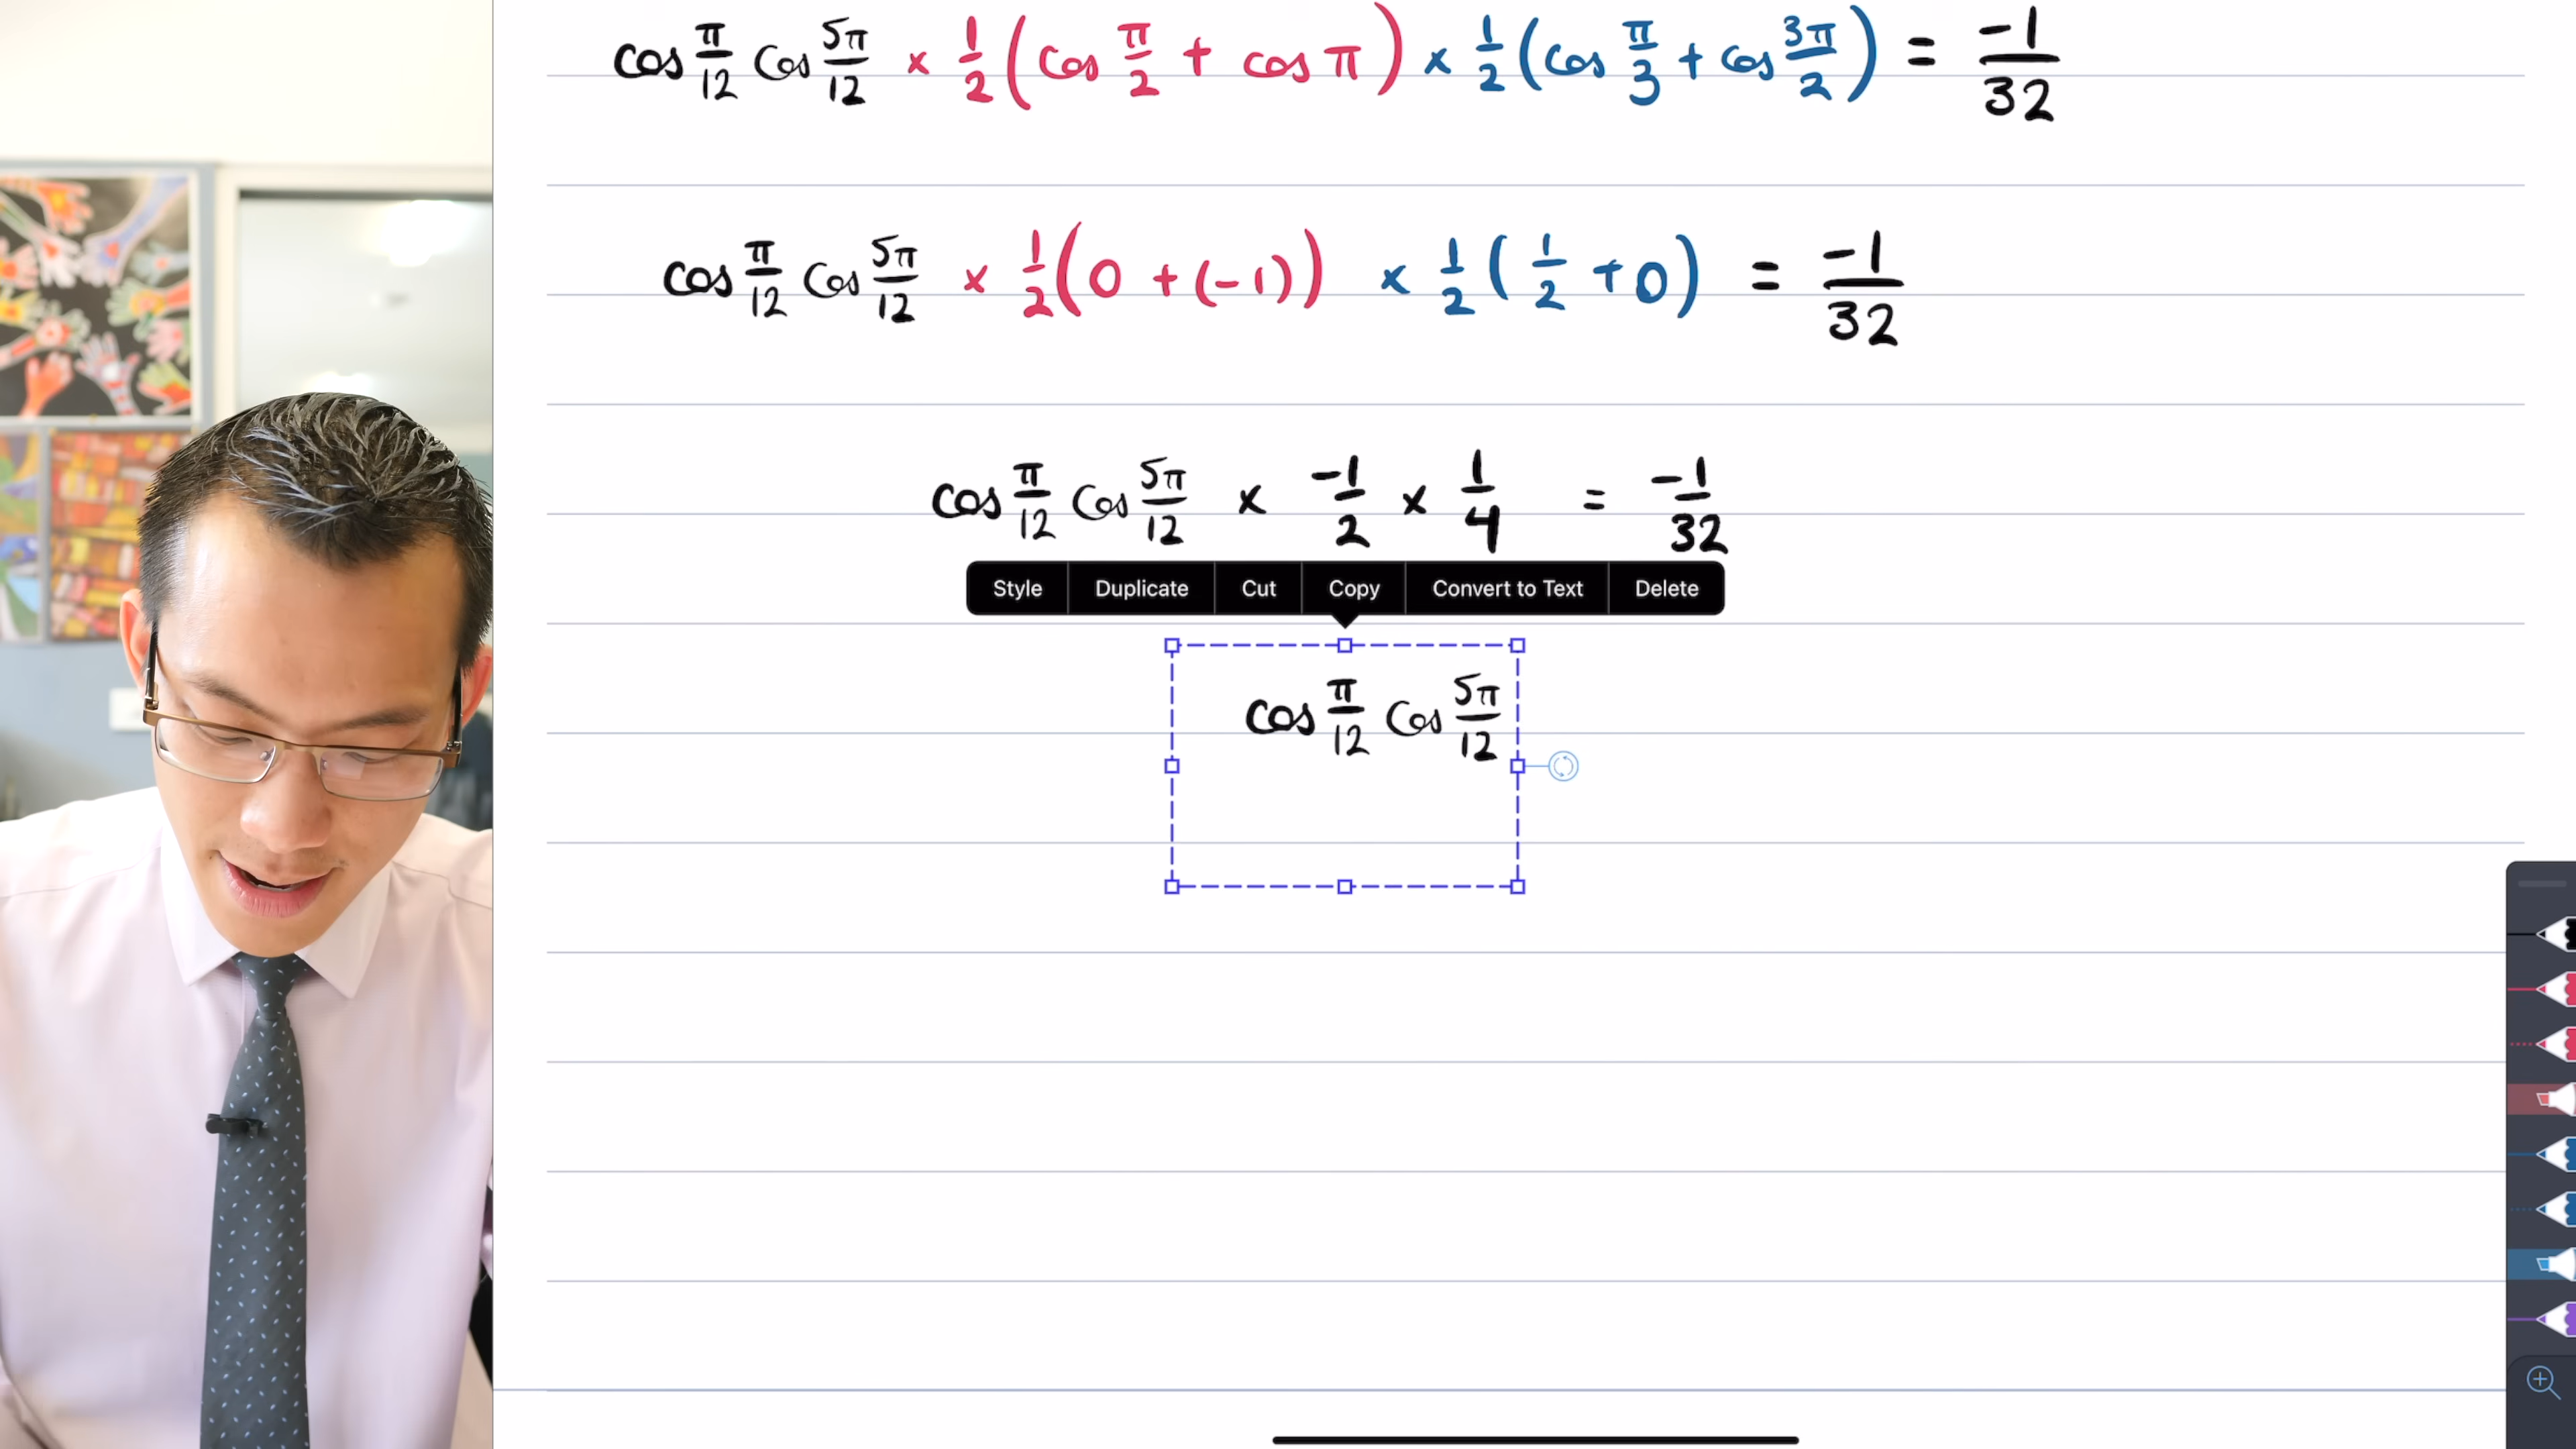 cos π/12 cos 5π/12 × 1/2 (cos π/2 + cos π) × 1/2 (cos π/3 + cos 3π/2) = -1/32
cos π/12 cos 5π/12 × 1/2 (0 + (-1)) × 1/2 (1/2 + 0) = -1/32
cos π/12 cos 5π/12 × -1/2 × 1/4 = -1/32
Style Duplicate Cut Copy Convert to Text Delete
cos π/12 cos 5π/12